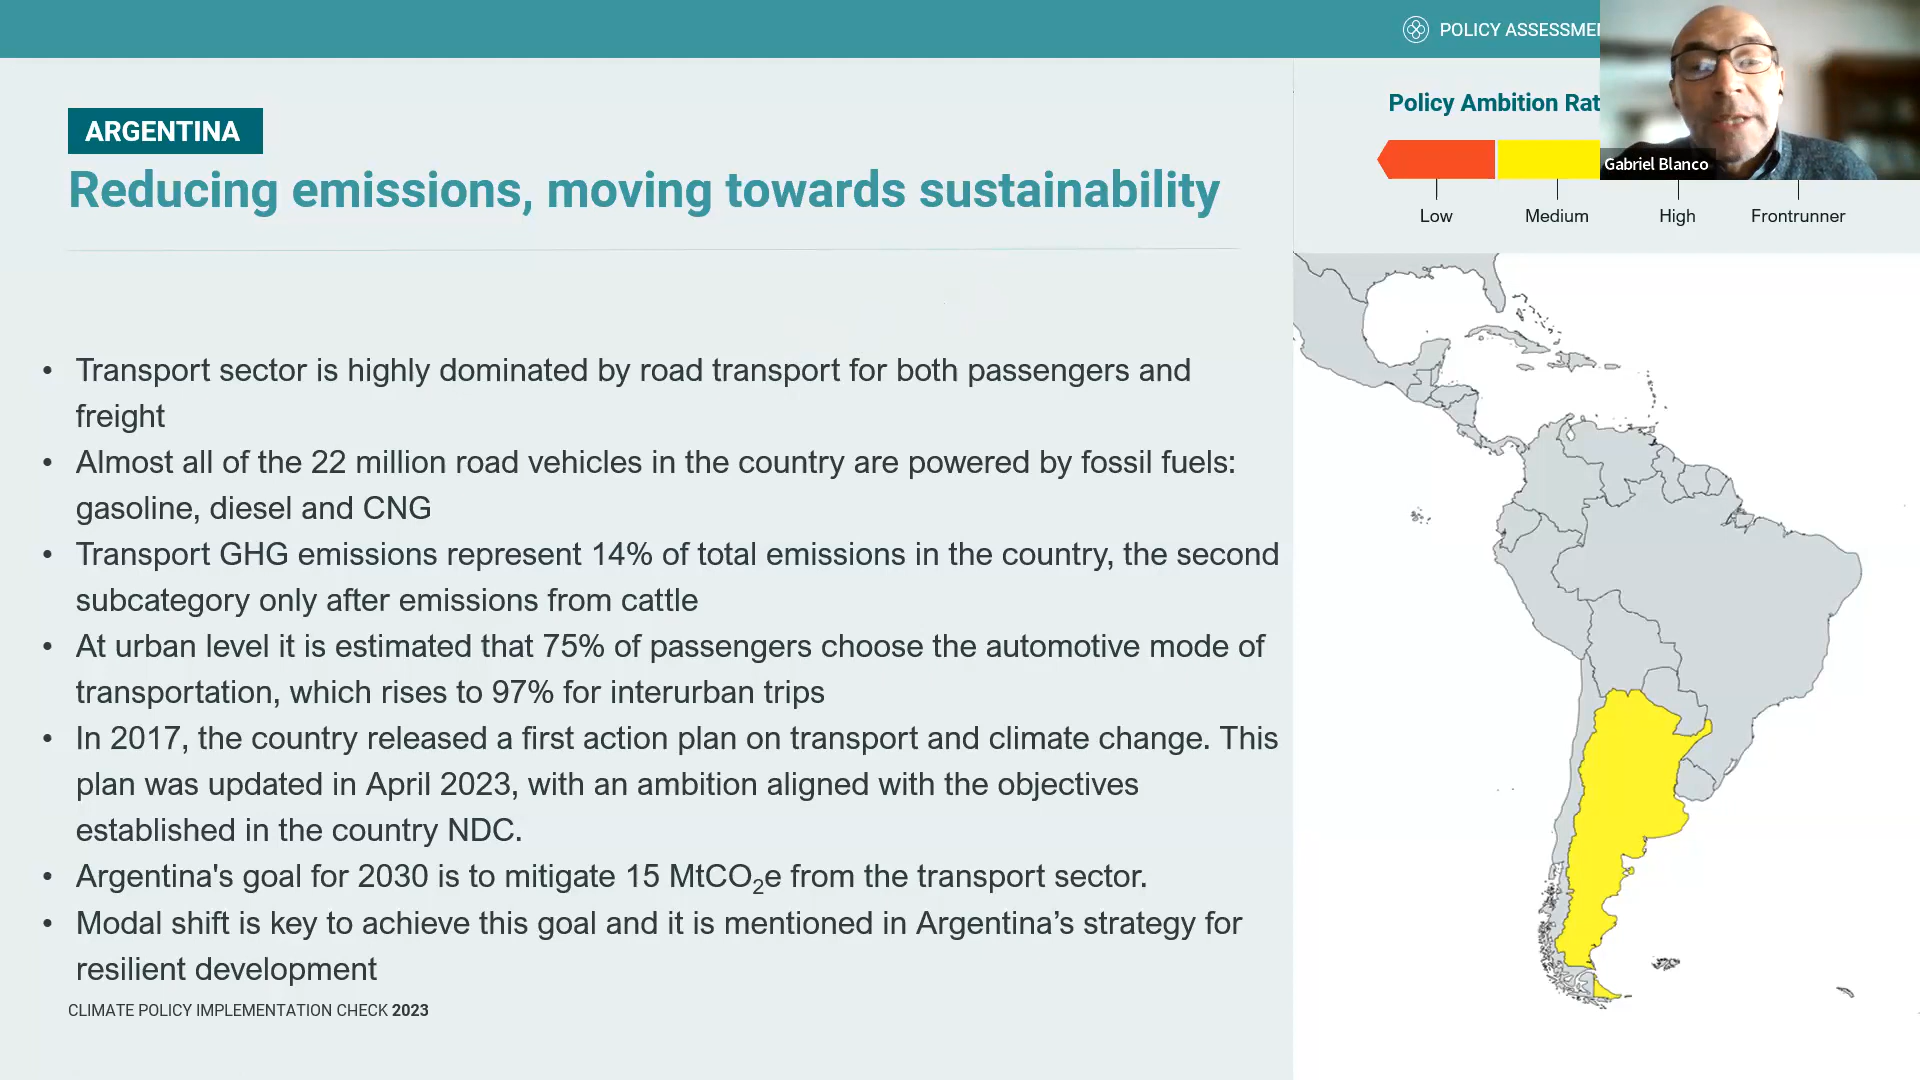 POLICY ASSESSME
ARGENTINA
Reducing emissions, moving towards sustainability
Policy Ambition Rat
Gabriel Blanco
Low
Medium
High
Frontrunner
• Transport sector is highly dominated by road transport for both passengers and
freight
• Almost all of the 22 million road vehicles in the country are powered by fossil fuels:
gasoline, diesel and CNG
• Transport GHG emissions represent 14% of total emissions in the country, the second
subcategory only after emissions from cattle
• At urban level it is estimated that 75% of passengers choose the automotive mode of
transportation, which rises to 97% for interurban trips
• In 2017, the country released a first action plan on transport and climate change. This
plan was updated in April 2023, with an ambition aligned with the objectives
established in the country NDC.
• Argentina's goal for 2030 is to mitigate 15 MtCO₂e from the transport sector.
• Modal shift is key to achieve this goal and it is mentioned in Argentina’s strategy for
resilient development
CLIMATE POLICY IMPLEMENTATION CHECK 2023